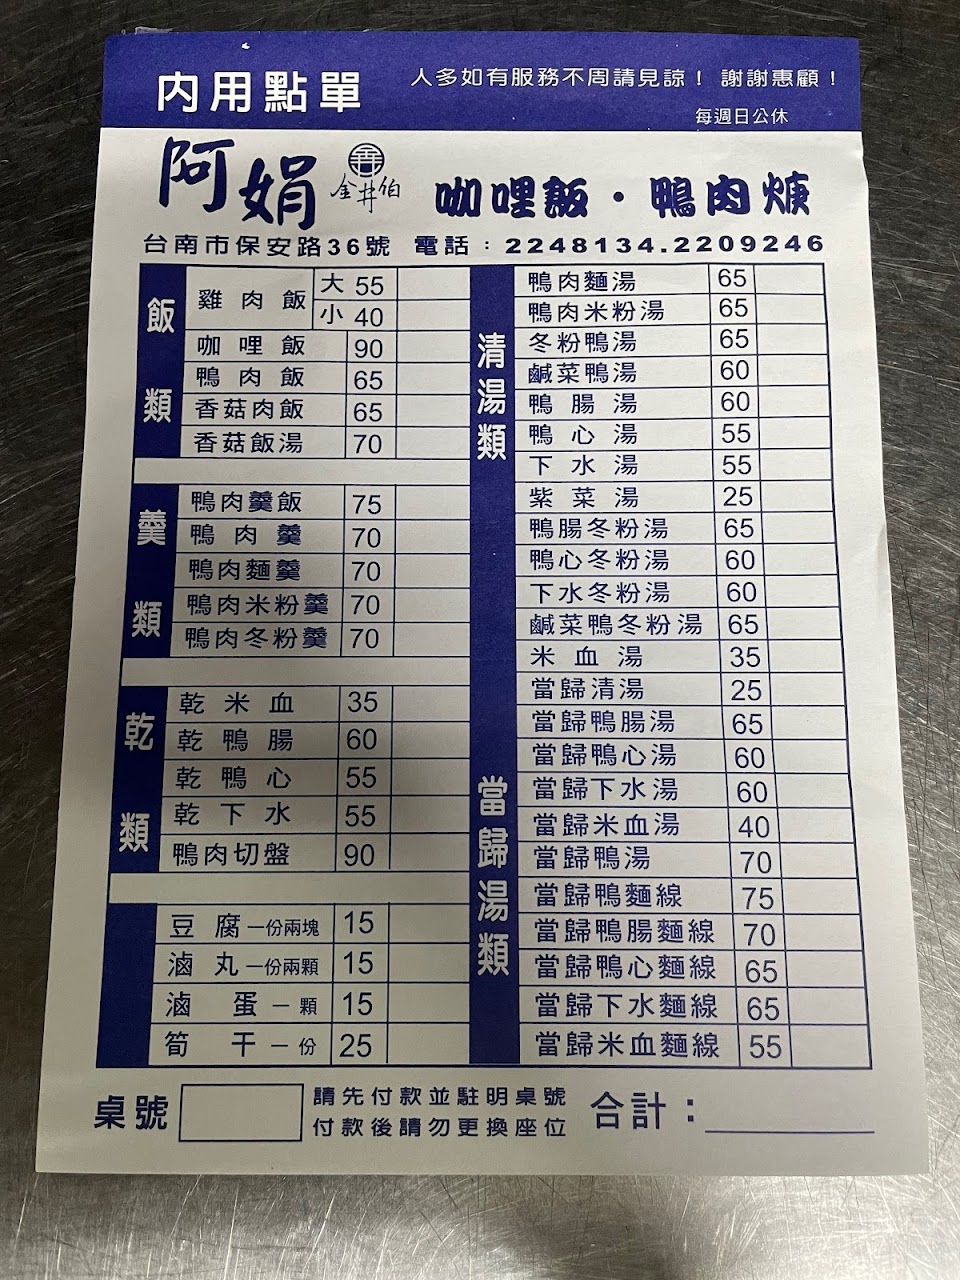 內用點單
人多如有服務不周請見諒！ 謝謝惠顧！
每週日公休
阿娟 金井伯 咖哩飯・鴨肉焿
台南市保安路36號 電話：2248134.2209246
飯類
雞肉飯 大 55
小 40
咖哩飯 90
鴨肉飯 65
香菇肉飯 65
香菇飯湯 70
羹類
鴨肉羹飯 75
鴨肉羹 70
鴨肉麵羹 70
鴨肉米粉羹 70
鴨肉冬粉羹 70
乾類
乾米血 35
乾鴨腸 60
乾鴨心 55
乾下水 55
鴨肉切盤 90
豆腐一份兩塊 15
滷丸一份兩顆 15
滷蛋一顆 15
筍干一份 25
清湯類
鴨肉麵湯 65
鴨肉米粉湯 65
冬粉鴨湯 65
鹹菜鴨湯 60
鴨腸湯 60
鴨心湯 55
下水湯 55
紫菜湯 25
鴨腸冬粉湯 65
鴨心冬粉湯 60
下水冬粉湯 60
鹹菜鴨冬粉湯 65
米血湯 35
當歸湯類
當歸清湯 25
當歸鴨腸湯 65
當歸鴨心湯 60
當歸下水湯 60
當歸米血湯 40
當歸鴨湯 70
當歸鴨麵線 75
當歸鴨腸麵線 70
當歸鴨心麵線 65
當歸下水麵線 65
當歸米血麵線 55
桌號
請先付款並駐明桌號
付款後請勿更換座位
合計：